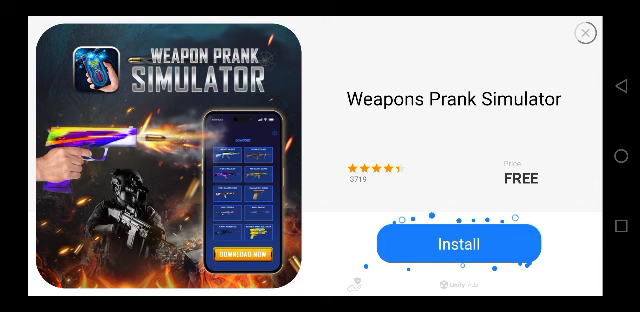 WEAPON PRANK
SIMULATOR
DOWNLOAD NOW
Weapons Prank Simulator
3719
Price
FREE
Install
Unity Ads